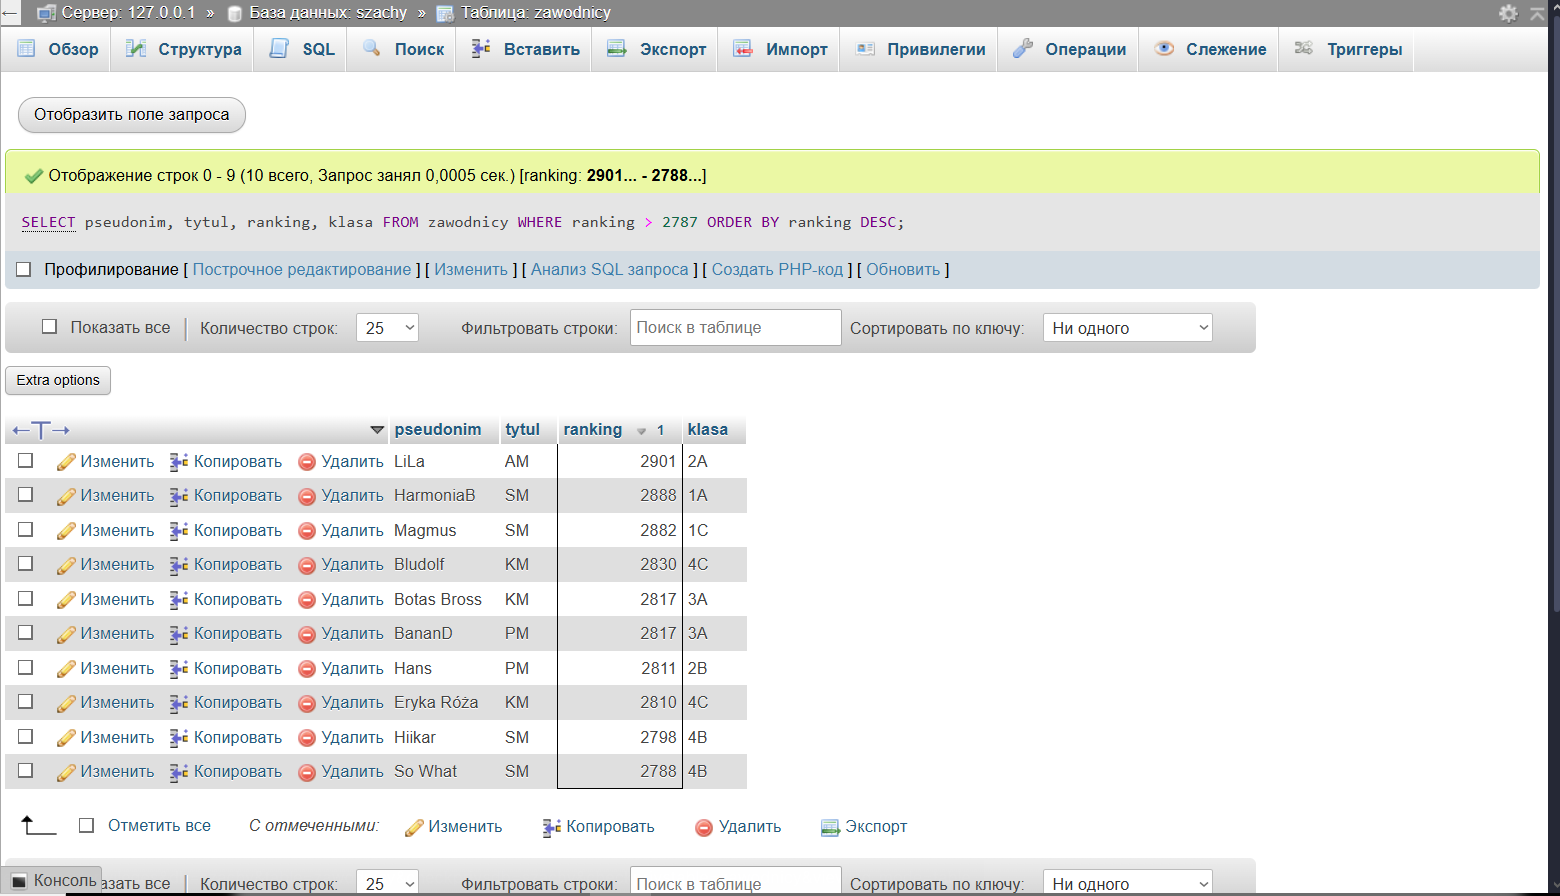 ← Сервер: 127.0.0.1 » База данных: szachy » Таблица: zawodnicy
Обзор Структура SQL Поиск Вставить Экспорт Импорт Привилегии Операции Слежение Триггеры
Отобразить поле запроса
Отображение строк 0 - 9 (10 всего, Запрос занял 0,0005 сек.) [ranking: 2901... - 2788...]
SELECT pseudonim, tytul, ranking, klasa FROM zawodnicy WHERE ranking > 2787 ORDER BY ranking DESC;
Профилирование [ Построчное редактирование ] [ Изменить ] [ Анализ SQL запроса ] [ Создать PHP-код ] [ Обновить ]
Показать все | Количество строк: 25 Фильтровать строки: Поиск в таблице Сортировать по ключу: Ни одного
Extra options
←T→ pseudonim tytul ranking 1 klasa
Изменить Копировать Удалить LiLa AM 2901 2A
Изменить Копировать Удалить HarmoniaB SM 2888 1A
Изменить Копировать Удалить Magmus SM 2882 1C
Изменить Копировать Удалить Bludolf KM 2830 4C
Изменить Копировать Удалить Botas Bross KM 2817 3A
Изменить Копировать Удалить BananD PM 2817 3A
Изменить Копировать Удалить Hans PM 2811 2B
Изменить Копировать Удалить Eryka Róża KM 2810 4C
Изменить Копировать Удалить Hiikar SM 2798 4B
Изменить Копировать Удалить So What SM 2788 4B
Отметить все С отмеченными: Изменить Копировать Удалить Экспорт
Консоль азать все | Количество строк: 25 Фильтровать строки: Поиск в таблице Сортировать по ключу: Ни одного